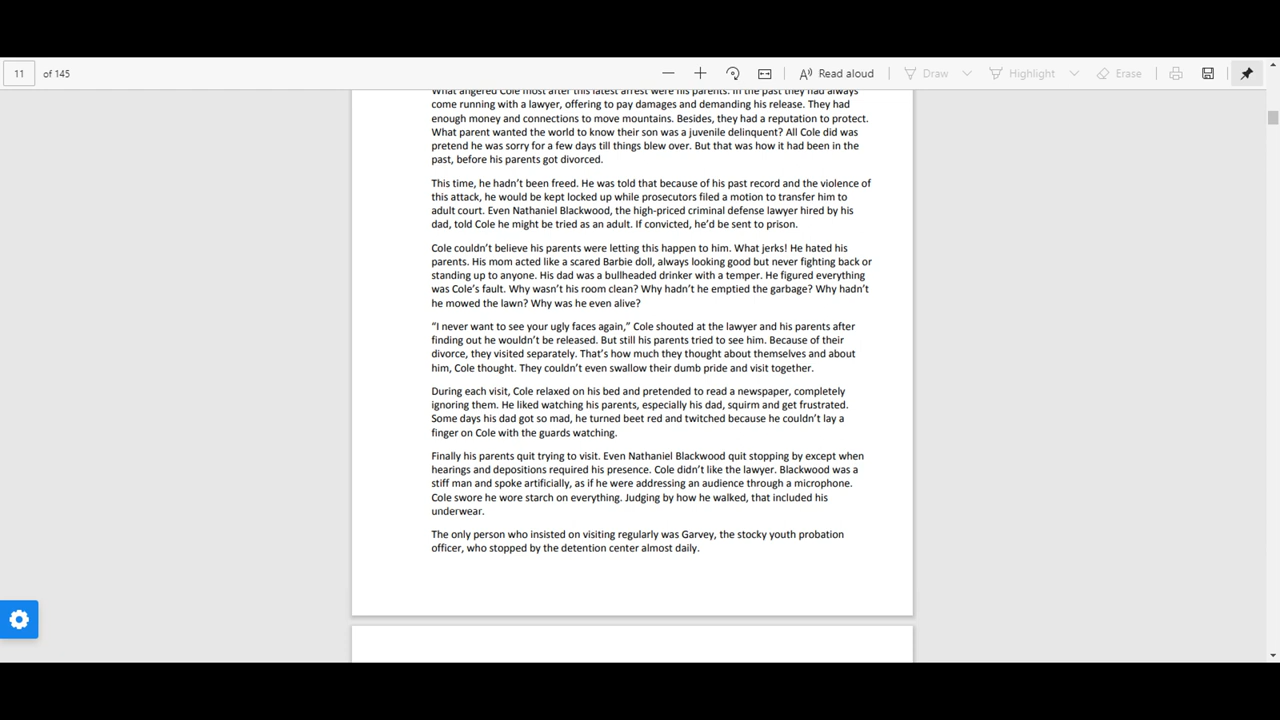 11 of 145 Read aloud Draw Highlight Erase
What angered Cole most after this latest arrest were his parents. In the past they had always
come running with a lawyer, offering to pay damages and demanding his release. They had
enough money and connections to move mountains. Besides, they had a reputation to protect.
What parent wanted the world to know their son was a juvenile delinquent? All Cole did was
pretend he was sorry for a few days till things blew over. But that was how it had been in the
past, before his parents got divorced.
This time, he hadn’t been freed. He was told that because of his past record and the violence of
this attack, he would be kept locked up while prosecutors filed a motion to transfer him to
adult court. Even Nathaniel Blackwood, the high-priced criminal defense lawyer hired by his
dad, told Cole he might be tried as an adult. If convicted, he’d be sent to prison.
Cole couldn’t believe his parents were letting this happen to him. What jerks! He hated his
parents. His mom acted like a scared Barbie doll, always looking good but never fighting back or
standing up to anyone. His dad was a bullheaded drinker with a temper. He figured everything
was Cole’s fault. Why wasn’t his room clean? Why hadn’t he emptied the garbage? Why hadn’t
he mowed the lawn? Why was he even alive?
“I never want to see your ugly faces again,” Cole shouted at the lawyer and his parents after
finding out he wouldn’t be released. But still his parents tried to see him. Because of their
divorce, they visited separately. That’s how much they thought about themselves and about
him, Cole thought. They couldn’t even swallow their dumb pride and visit together.
During each visit, Cole relaxed on his bed and pretended to read a newspaper, completely
ignoring them. He liked watching his parents, especially his dad, squirm and get frustrated.
Some days his dad got so mad, he turned beet red and twitched because he couldn’t lay a
finger on Cole with the guards watching.
Finally his parents quit trying to visit. Even Nathaniel Blackwood quit stopping by except when
hearings and depositions required his presence. Cole didn’t like the lawyer. Blackwood was a
stiff man and spoke artificially, as if he were addressing an audience through a microphone.
Cole swore he wore starch on everything. Judging by how he walked, that included his
underwear.
The only person who insisted on visiting regularly was Garvey, the stocky youth probation
officer, who stopped by the detention center almost daily.